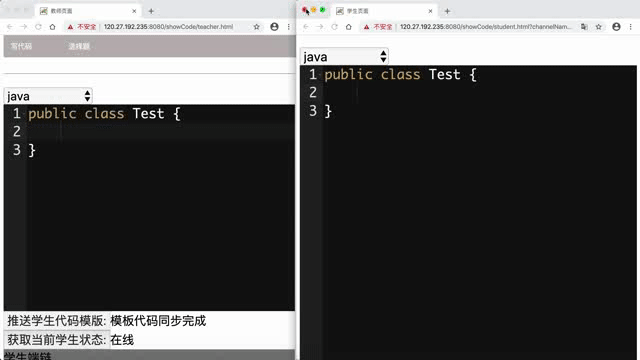 教师页面
不安全 120.27.192.235:8080/showCode/teacher.html
写代码 选择题
java
1 public class Test {
2
3 }
推送学生代码模版: 模板代码同步完成
获取当前学生状态: 在线
学生端链
学生页面
不安全 120.27.192.235:8080/showCode/student.html?channelNam...
java
1 public class Test {
2
3 }